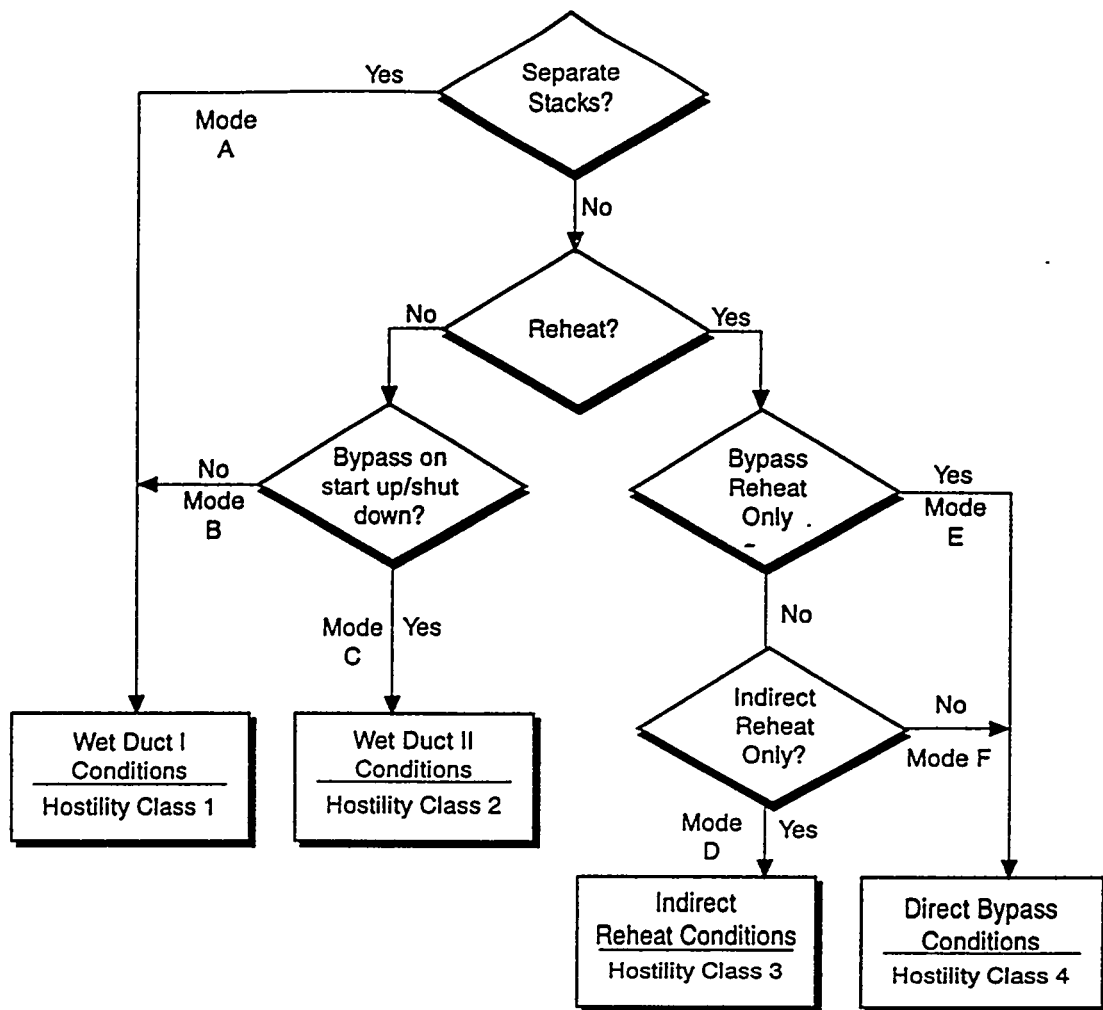 Separate
Stacks?
Yes
Mode
A
No
Reheat?
No
Yes
Bypass on
start up/shut
down?
No
Mode
B
Bypass
Reheat
Only
Yes
Mode
E
Mode
C
Yes
No
Indirect
Reheat
Only?
No
Mode F
Wet Duct I
Conditions
Hostility Class 1
Wet Duct II
Conditions
Hostility Class 2
Mode
D
Yes
Indirect
Reheat Conditions
Hostility Class 3
Direct Bypass
Conditions
Hostility Class 4